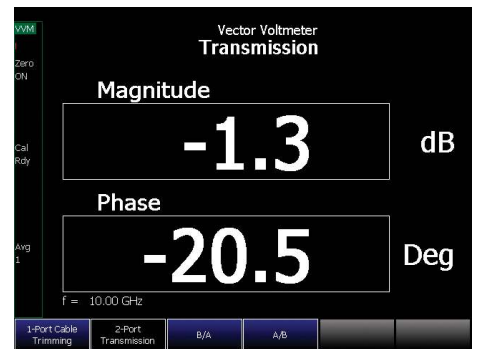 VVM
Vector Voltmeter
Transmission
Zero
ON
Magnitude
-1.3 dB
Cal
Rdy
Phase
-20.5 Deg
Avg
1
f = 10.00 GHz
1-Port Cable
Trimming
2-Port
Transmission
B/A
A/B